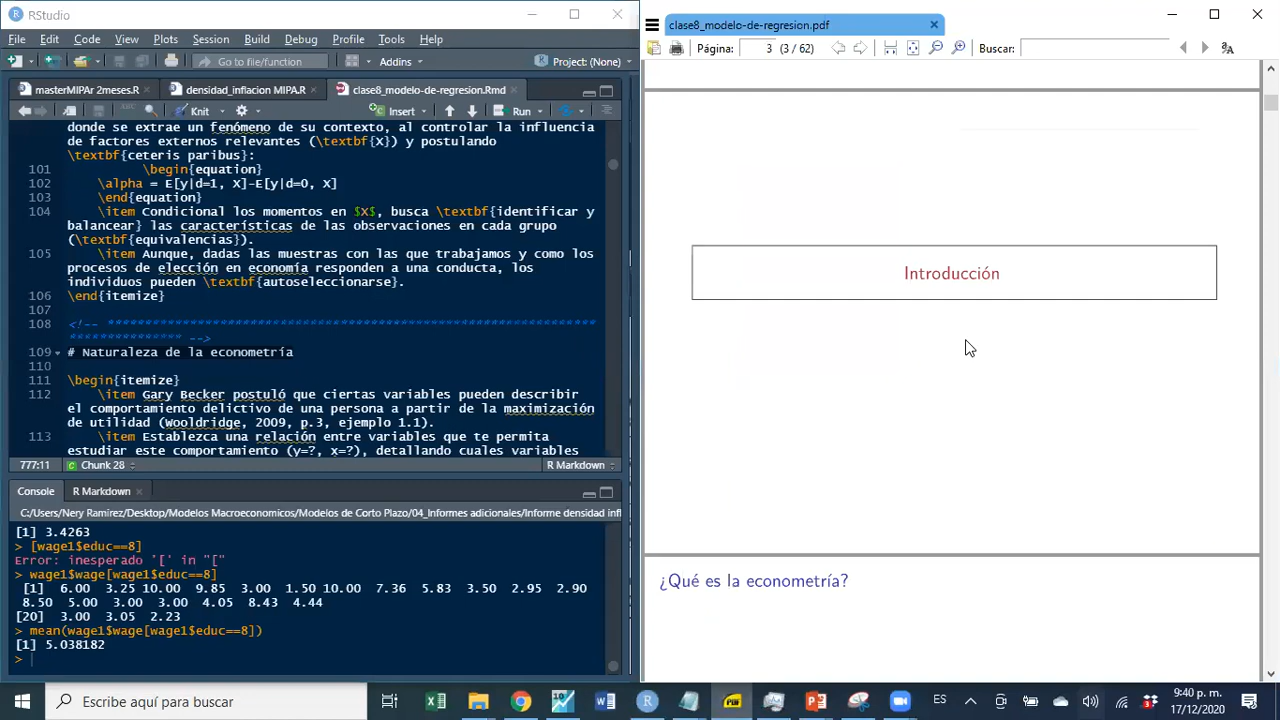 RStudio
File Edit Code View Plots Session Build Debug Profile Tools Help
Go to file/function Addins Project: (None)
masterMIPAr 2meses.R densidad_inflacion MIPA.R clase8_modelo-de-regresion.Rmd
Knit Insert Run
donde se extrae un fenómeno de su contexto, al controlar la influencia
de factores externos relevantes (\textbf{x}) y postulando
\textbf{ceteris paribus}:
101 \begin{equation}
102 \alpha = E[y|d=1, X]-E[y|d=0, X]
103 \end{equation}
104 \item Condicional los momentos en $X$, busca \textbf{identificar y
balancear} las características de las observaciones en cada grupo
(\textbf{equivalencias}).
105 \item Aunque, dadas las muestras con las que trabajamos y como los
procesos de elección en economía responden a una conducta, los
individuos pueden \textbf{autoseleccionarse}.
106 \end{itemize}
107
108 <!-- **********************************************************************
**************** -->
109 # Naturaleza de la econometría
110
111 \begin{itemize}
112 \item Gary Becker postuló que ciertas variables pueden describir
el comportamiento delictivo de una persona a partir de la maximización
de utilidad (Wooldridge, 2009, p.3, ejemplo 1.1).
113 \item Establezca una relación entre variables que te permita
estudiar este comportamiento (y=?, x=?), detallando cuales variables
777:11 Chunk 28 R Markdown
Console R Markdown
C:/Users/Nery Ramirez/Desktop/Modelos Macroeconomicos/Modelos de Corto Plazo/04_Informes adicionales/Informe densidad infl
[1] 3.4263
> [wage1$educ==8]
Error: inesperado '[' in "["
> wage1$wage[wage1$educ==8]
[1] 6.00 3.25 10.00 9.85 3.00 1.50 10.00 7.36 5.83 3.50 2.95 2.90
8.50 5.00 3.00 3.00 4.05 8.43 4.44
[20] 3.00 3.05 2.23
> mean(wage1$wage[wage1$educ==8])
[1] 5.038182
>
clase8_modelo-de-regresion.pdf
Página: 3 (3 / 62) Buscar:
Introducción
¿Qué es la econometría?
Escribe aquí para buscar
ES
9:40 p. m.
17/12/2020